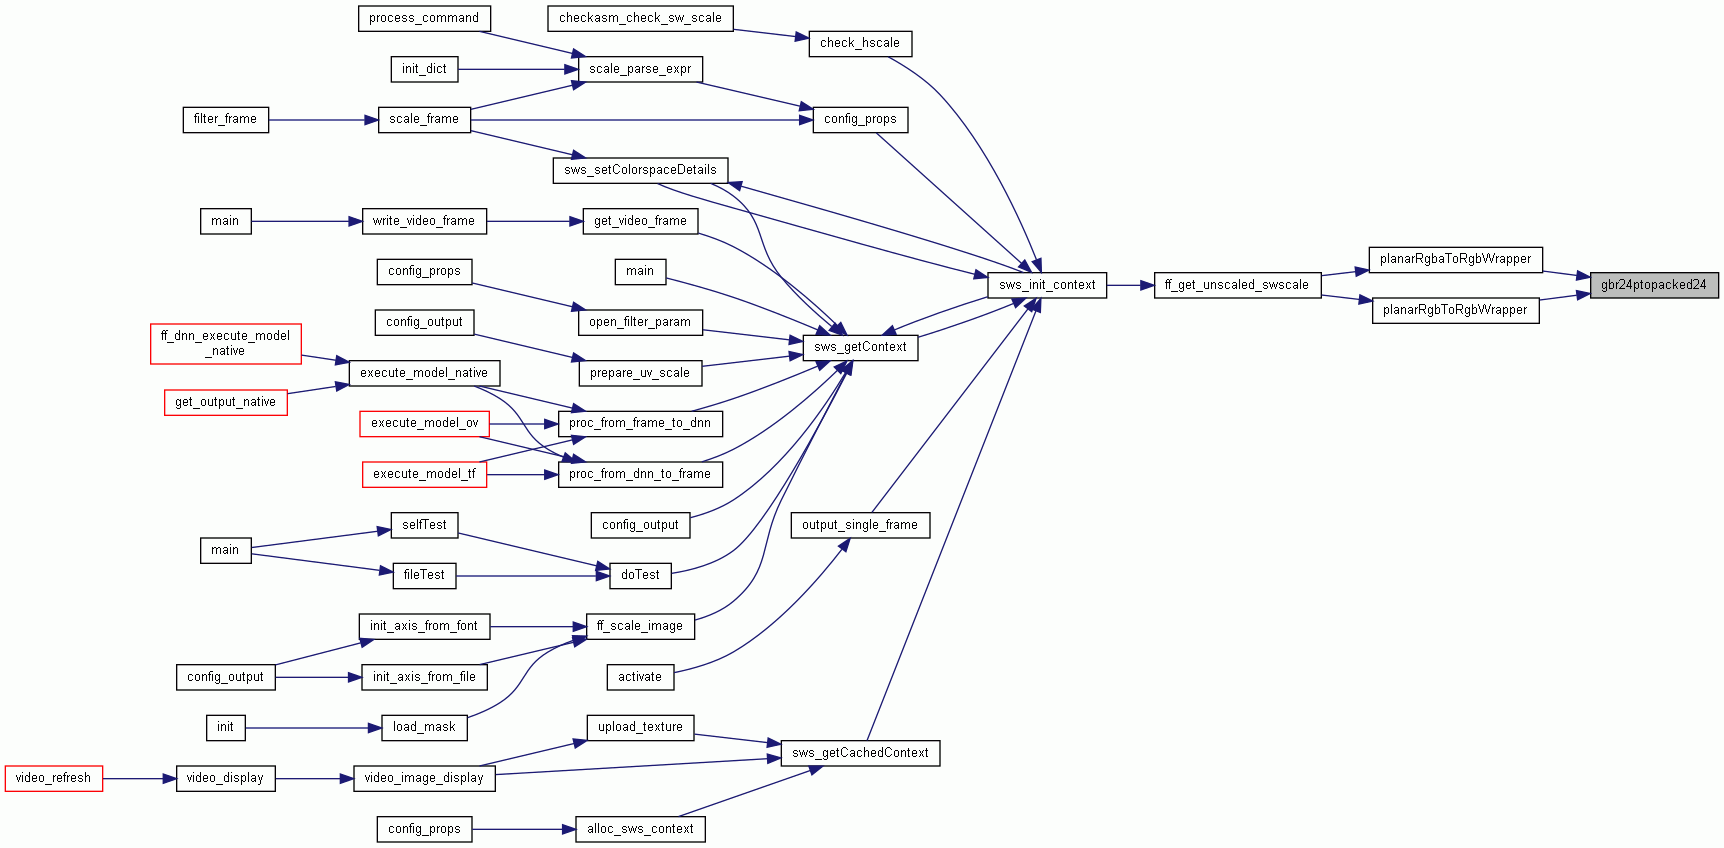 process_command
checkasm_check_sw_scale
check_hscale
init_dict
scale_parse_expr
filter_frame
scale_frame
config_props
sws_setColorspaceDetails
main
write_video_frame
get_video_frame
planarRgbaToRgbWrapper
config_props
main
sws_init_context
ff_get_unscaled_swscale
gbr24ptopacked24
planarRgbToRgbWrapper
config_output
open_filter_param
ff_dnn_execute_model
_native
sws_getContext
execute_model_native
prepare_uv_scale
get_output_native
execute_model_ov
proc_from_frame_to_dnn
execute_model_tf
proc_from_dnn_to_frame
selfTest
config_output
output_single_frame
main
fileTest
doTest
init_axis_from_font
ff_scale_image
config_output
init_axis_from_file
activate
init
load_mask
upload_texture
sws_getCachedContext
video_refresh
video_display
video_image_display
config_props
alloc_sws_context